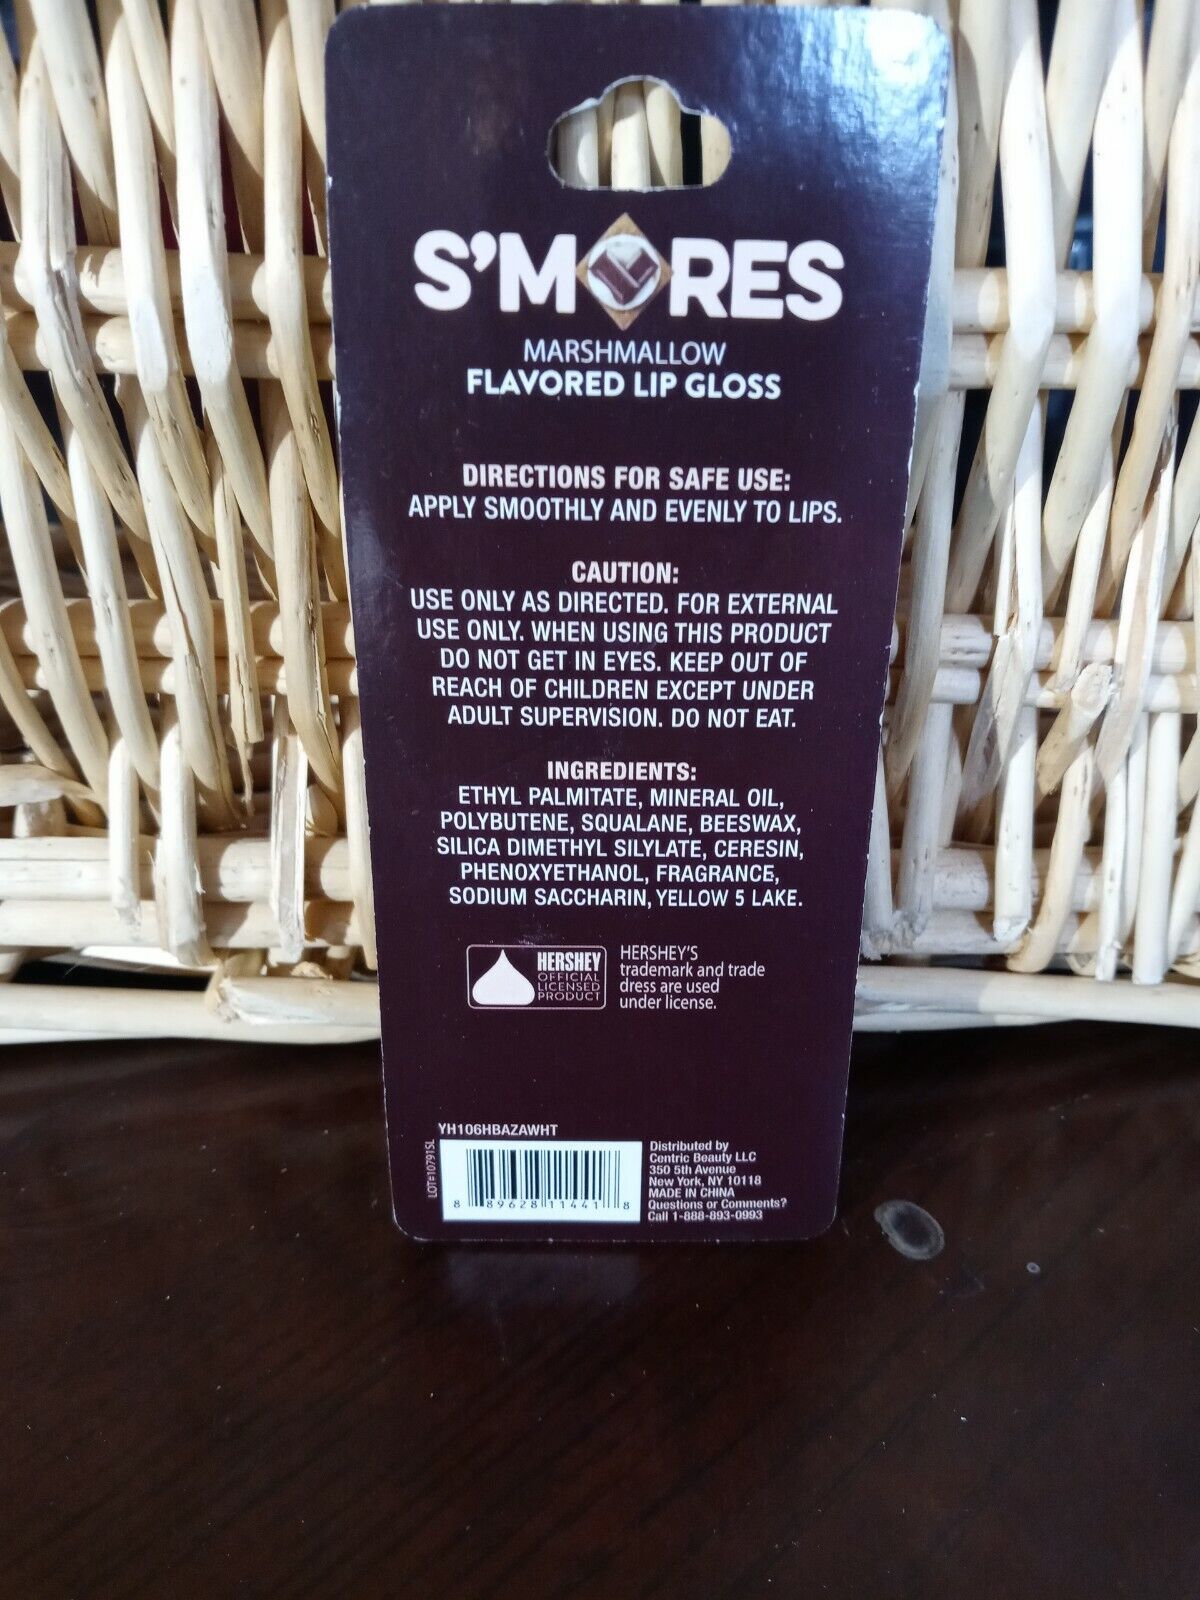 S'MORES
MARSHMALLOW
FLAVORED LIP GLOSS
DIRECTIONS FOR SAFE USE:
APPLY SMOOTHLY AND EVENLY TO LIPS.
CAUTION:
USE ONLY AS DIRECTED. FOR EXTERNAL
USE ONLY. WHEN USING THIS PRODUCT
DO NOT GET IN EYES. KEEP OUT OF
REACH OF CHILDREN EXCEPT UNDER
ADULT SUPERVISION. DO NOT EAT.
INGREDIENTS:
ETHYL PALMITATE, MINERAL OIL,
POLYBUTENE, SQUALANE, BEESWAX,
SILICA DIMETHYL SILYLATE, CERESIN,
PHENOXYETHANOL, FRAGRANCE,
SODIUM SACCHARIN, YELLOW 5 LAKE.
HERSHEY
OFFICIAL
LICENSED
PRODUCT
HERSHEY'S
trademark and trade
dress are used
under license.
YH106HBAZAWHT
LOT#10791SL
8 89628 11441 8
Distributed by
Centric Beauty LLC
350 5th Avenue
New York, NY 10118
MADE IN CHINA
Questions or Comments?
Call 1-888-893-0993